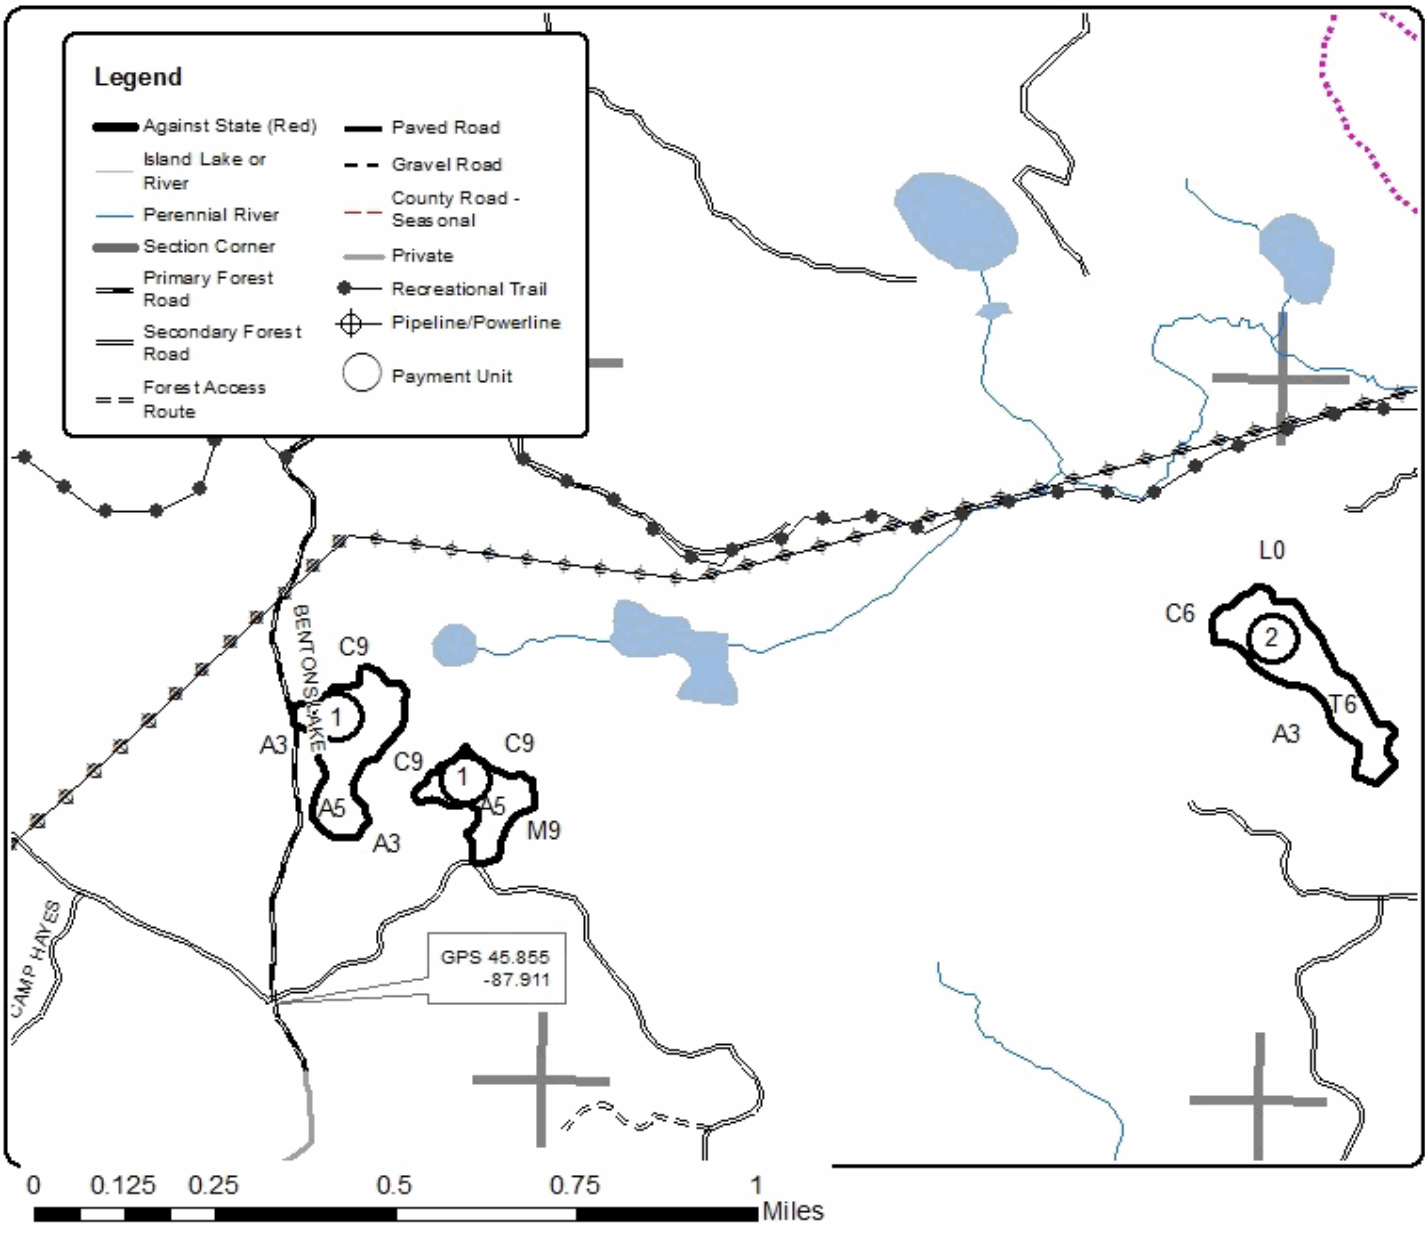 Legend
Against State (Red)
Island Lake or
River
Perennial River
Section Corner
Primary Forest
Road
Secondary Forest
Road
Forest Access
Route
Paved Road
Gravel Road
County Road -
Seasonal
Private
Recreational Trail
Pipeline/Powerline
Payment Unit
L0
C6
2
T6
A3
BENTONS LAKE
C9
1
A3
A5
A3
C9
C9
1
A5
M9
CAMP HAYES
GPS 45.855
-87.911
0 0.125 0.25 0.5 0.75 1
Miles